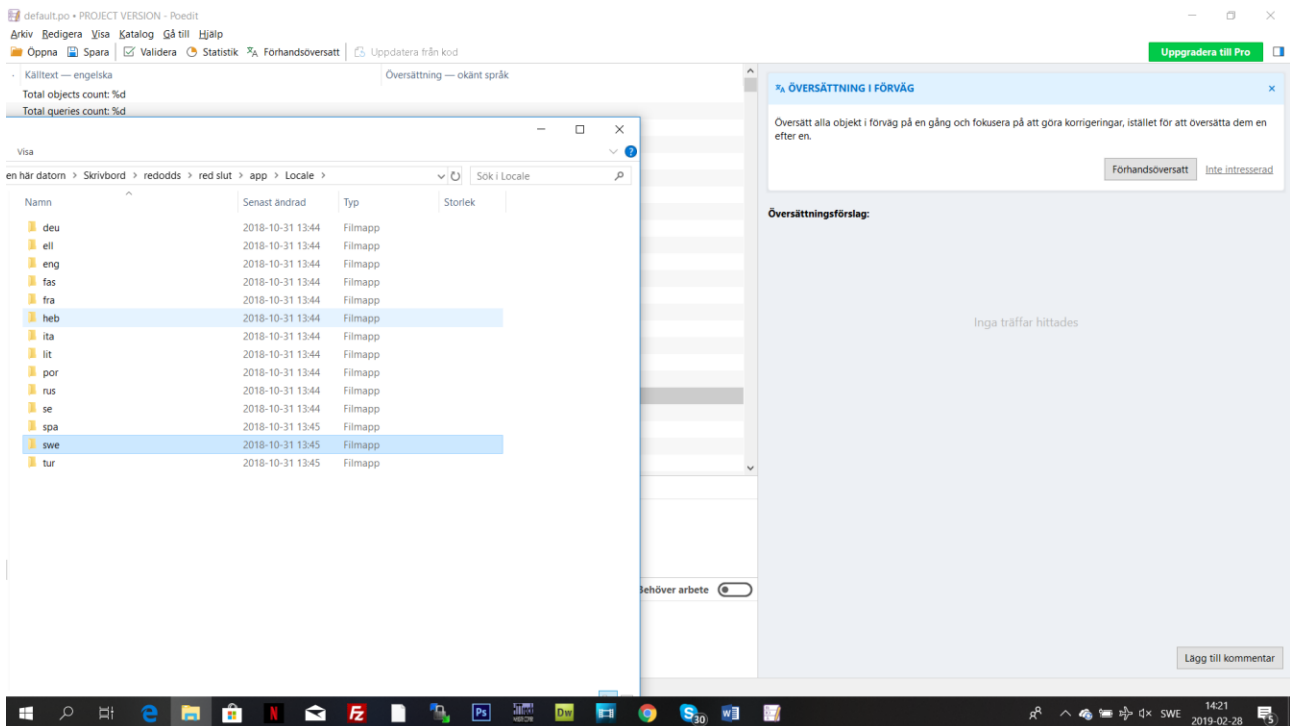 default.po • PROJECT VERSION - Poedit
Arkiv Redigera Visa Katalog Gå till Hjälp
Öppna Spara Validera Statistik Förhandsöversatt Uppdatera från kod Uppgradera till Pro
Källtext — engelska Översättning — okänt språk
Total objects count: %d
Total queries count: %d
Visa
en här datorn > Skrivbord > redodds > red slut > app > Locale > Sök i Locale
Namn Senast ändrad Typ Storlek
deu 2018-10-31 13:44 Filmapp
ell 2018-10-31 13:44 Filmapp
eng 2018-10-31 13:44 Filmapp
fas 2018-10-31 13:44 Filmapp
fra 2018-10-31 13:44 Filmapp
heb 2018-10-31 13:44 Filmapp
ita 2018-10-31 13:44 Filmapp
lit 2018-10-31 13:44 Filmapp
por 2018-10-31 13:44 Filmapp
rus 2018-10-31 13:44 Filmapp
se 2018-10-31 13:44 Filmapp
spa 2018-10-31 13:45 Filmapp
swe 2018-10-31 13:45 Filmapp
tur 2018-10-31 13:45 Filmapp
ÖVERSÄTTNING I FÖRVÄG
Översätt alla objekt i förväg på en gång och fokusera på att göra korrigeringar, istället för att översätta dem en
efter en.
Förhandsöversatt Inte intresserad
Översättningsförslag:
Inga träffar hittades
Behöver arbete
Lägg till kommentar
N Fz Ps Dw S 30 W SWE 14:21
2019-02-28 5